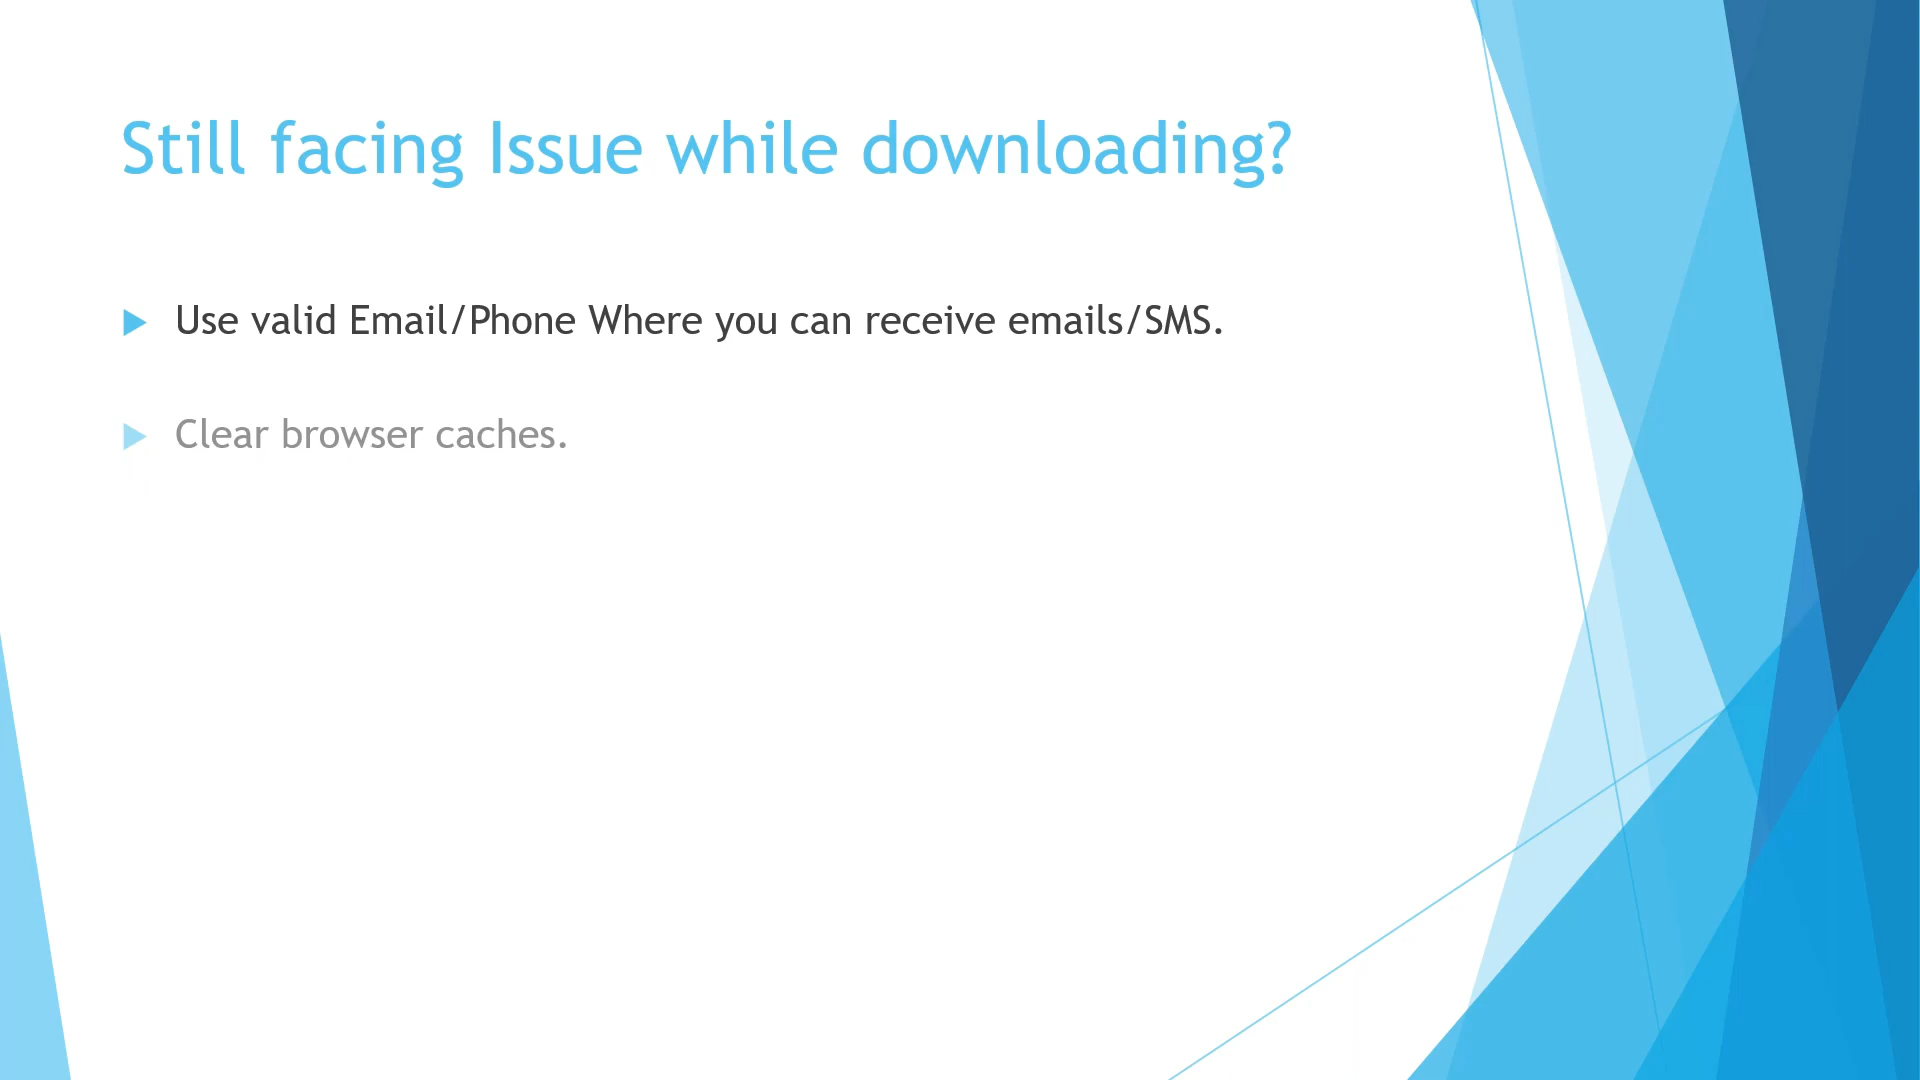 Still facing Issue while downloading?
Use valid Email/Phone Where you can receive emails/SMS.
Clear browser caches.